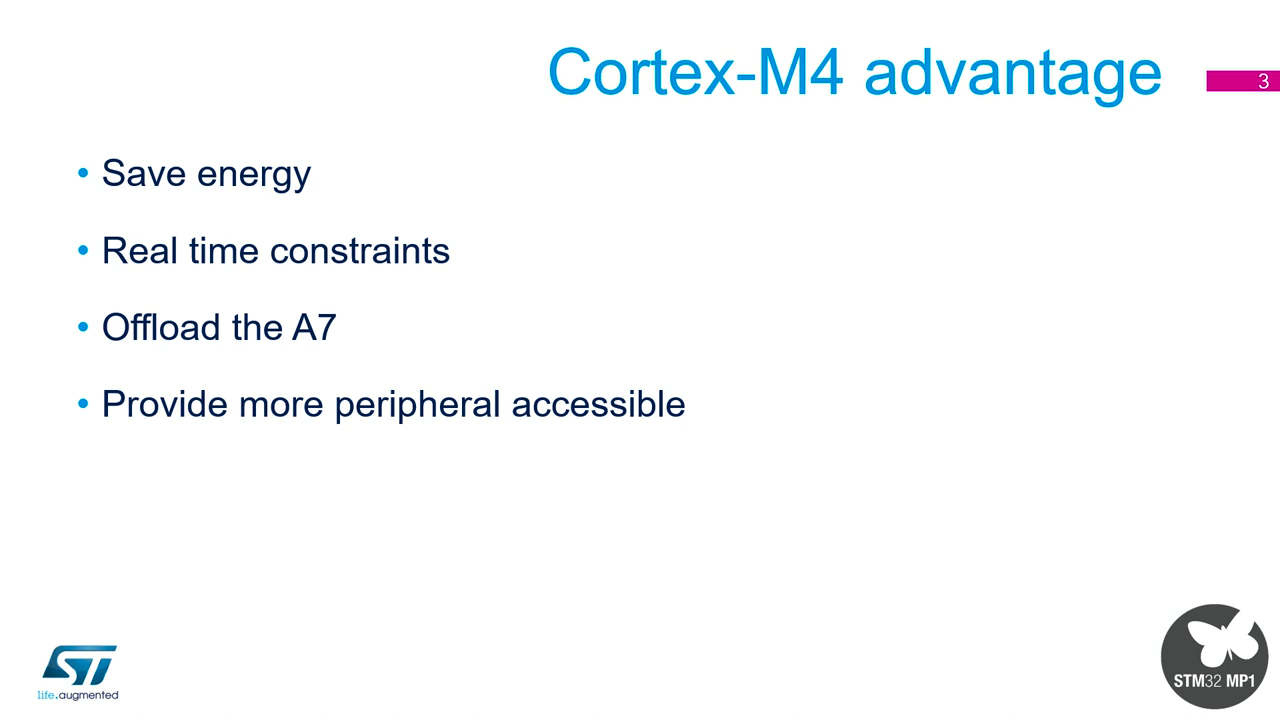 Cortex-M4 advantage
3
• Save energy
• Real time constraints
• Offload the A7
• Provide more peripheral accessible
ST
life.augmented
STM32 MP1